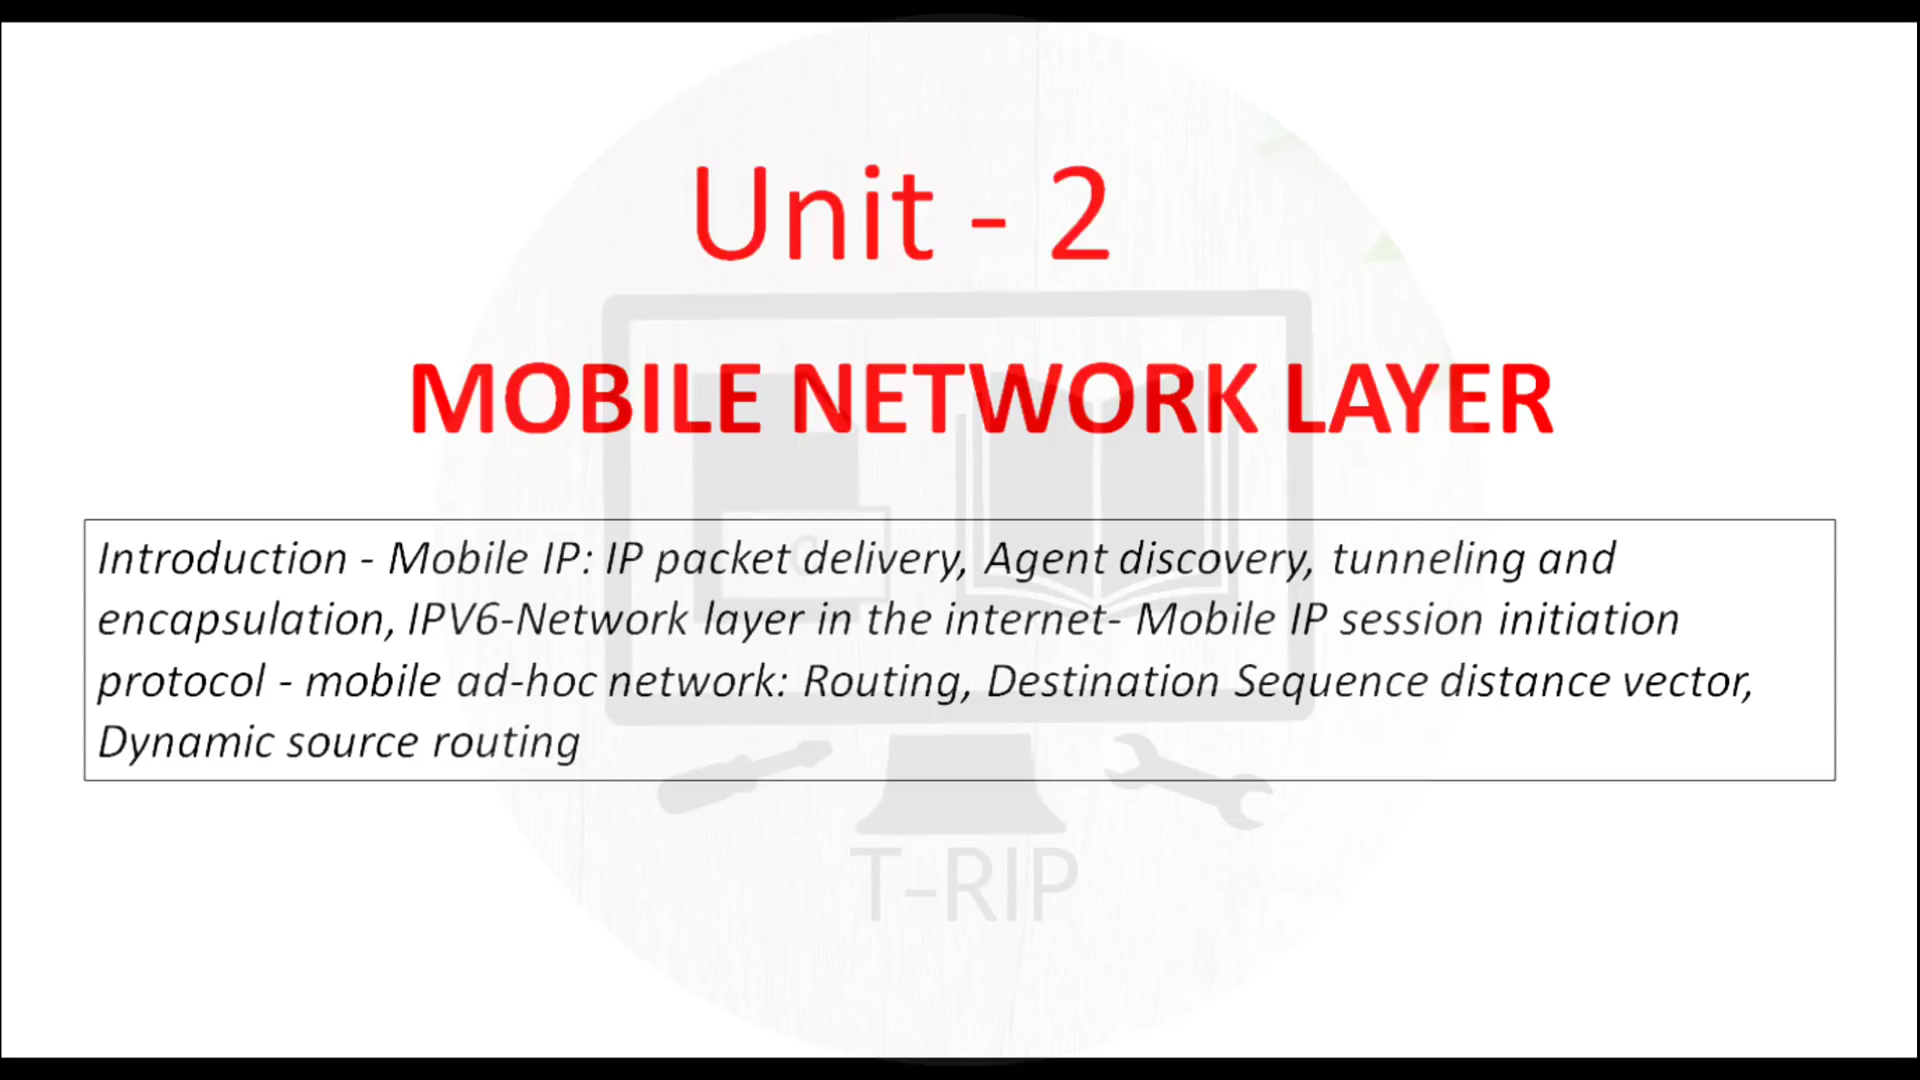 Unit - 2
MOBILE NETWORK LAYER
Introduction - Mobile IP: IP packet delivery, Agent discovery, tunneling and
encapsulation, IPV6-Network layer in the internet- Mobile IP session initiation
protocol - mobile ad-hoc network: Routing, Destination Sequence distance vector,
Dynamic source routing
T-RIP